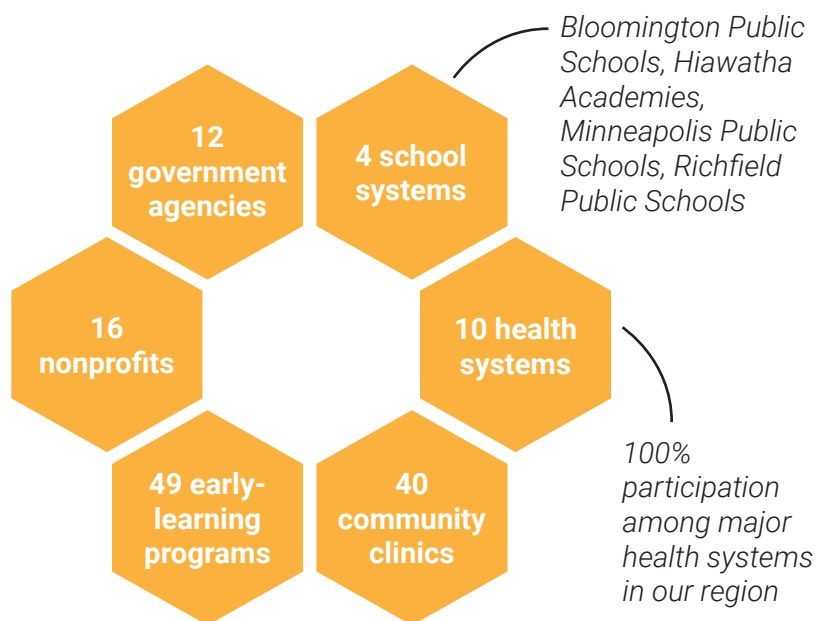 12
government
agencies
4 school
systems
Bloomington Public
Schools, Hiawatha
Academies,
Minneapolis Public
Schools, Richfield
Public Schools
16
nonprofits
10 health
systems
100%
participation
among major
health systems
in our region
49 early-
learning
programs
40
community
clinics